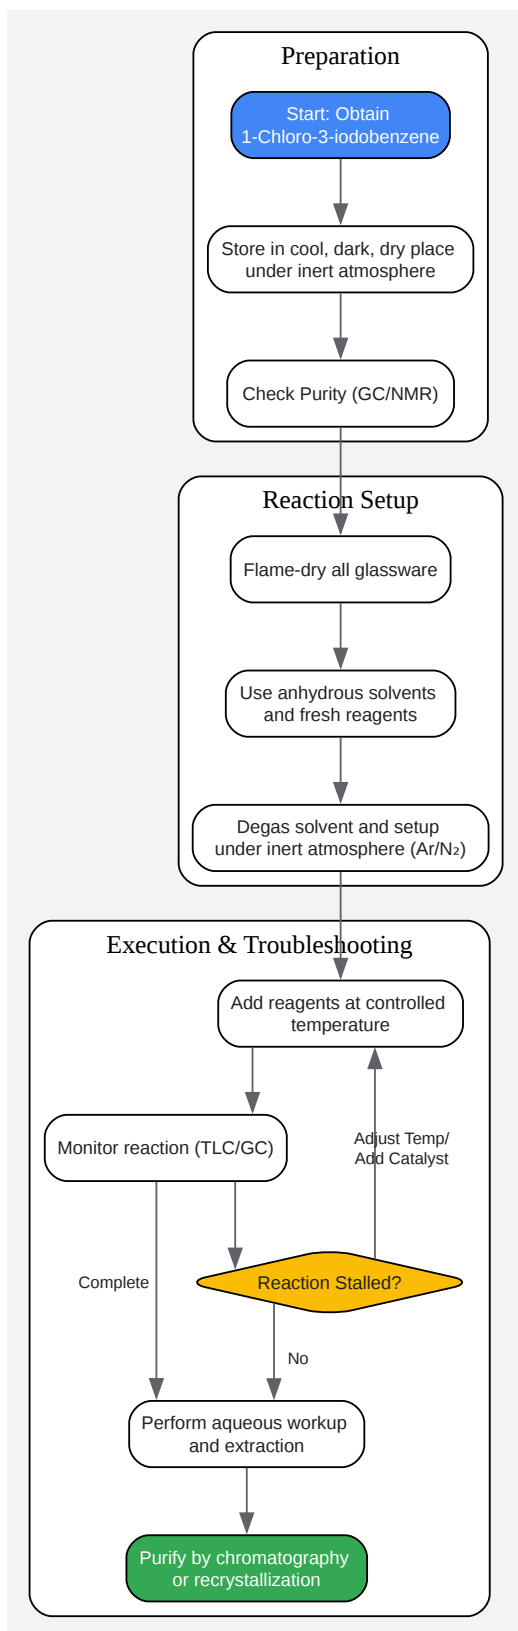 Preparation
Start: Obtain
1-Chloro-3-iodobenzene
Store in cool, dark, dry place
under inert atmosphere
Check Purity (GC/NMR)
Reaction Setup
Flame-dry all glassware
Use anhydrous solvents
and fresh reagents
Degas solvent and setup
under inert atmosphere (Ar/N₂)
Execution & Troubleshooting
Add reagents at controlled
temperature
Monitor reaction (TLC/GC)
Adjust Temp/
Add Catalyst
Complete
Reaction Stalled?
No
Perform aqueous workup
and extraction
Purify by chromatography
or recrystallization